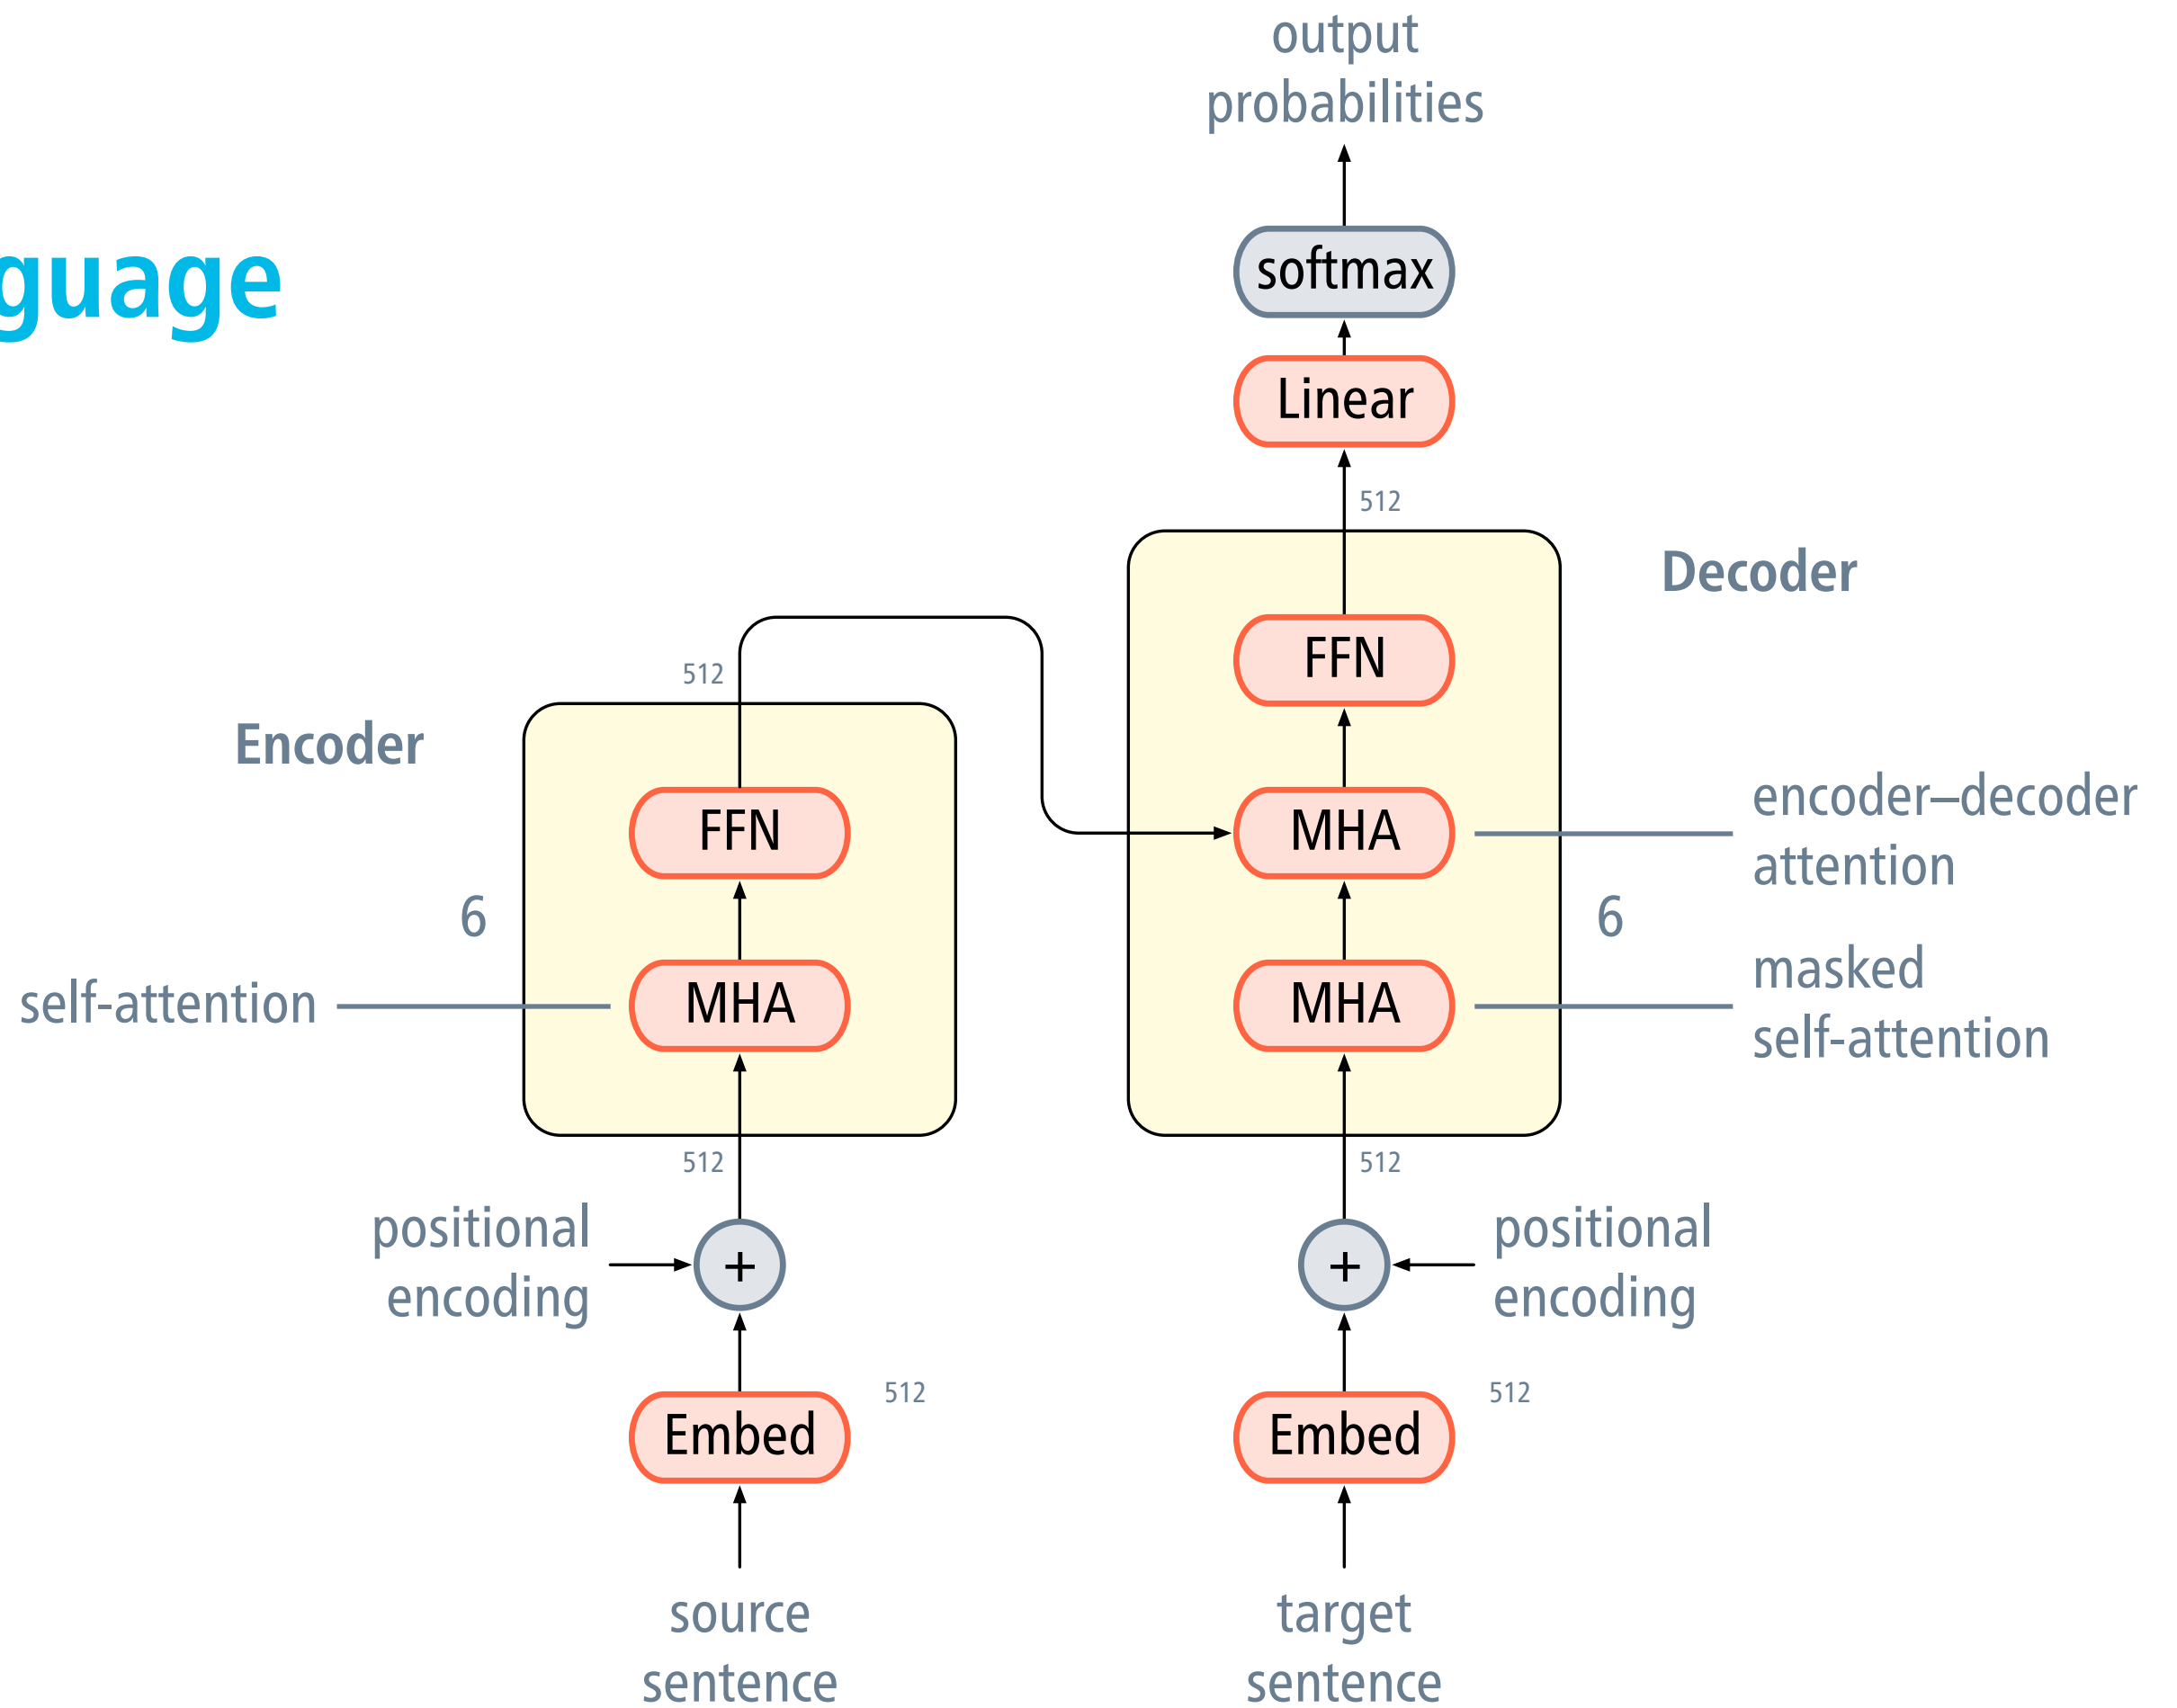 output
probabilities
guage
softmax
Linear
512
Decoder
FFN
512
Encoder
FFN
MHA
encoder–decoder
attention
6
6
self-attention
MHA
MHA
masked
self-attention
512
512
positional
encoding
+
+
positional
encoding
512
512
Embed
Embed
source
sentence
target
sentence